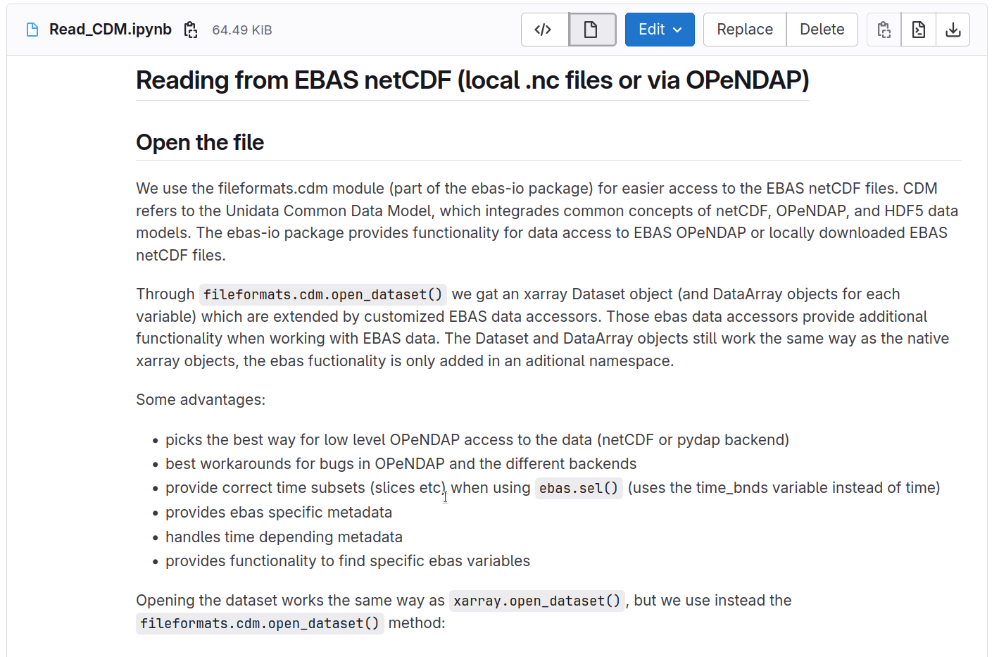 Read_CDM.ipynb 64.49 KiB </> Edit Replace Delete
Reading from EBAS netCDF (local .nc files or via OPeNDAP)
Open the file
We use the fileformats.cdm module (part of the ebas-io package) for easier access to the EBAS netCDF files. CDM
refers to the Unidata Common Data Model, which integrades common concepts of netCDF, OPeNDAP, and HDF5 data
models. The ebas-io package provides functionality for data access to EBAS OPeNDAP or locally downloaded EBAS
netCDF files.
Through fileformats.cdm.open_dataset() we gat an xarray Dataset object (and DataArray objects for each
variable) which are extended by customized EBAS data accessors. Those ebas data accessors provide additional
functionality when working with EBAS data. The Dataset and DataArray objects still work the same way as the native
xarray objects, the ebas fuctionality is only added in an aditional namespace.
Some advantages:
• picks the best way for low level OPeNDAP access to the data (netCDF or pydap backend)
• best workarounds for bugs in OPeNDAP and the different backends
• provide correct time subsets (slices etc) when using ebas.sel() (uses the time_bnds variable instead of time)
• provides ebas specific metadata
• handles time depending metadata
• provides functionality to find specific ebas variables
Opening the dataset works the same way as xarray.open_dataset(), but we use instead the
fileformats.cdm.open_dataset() method: